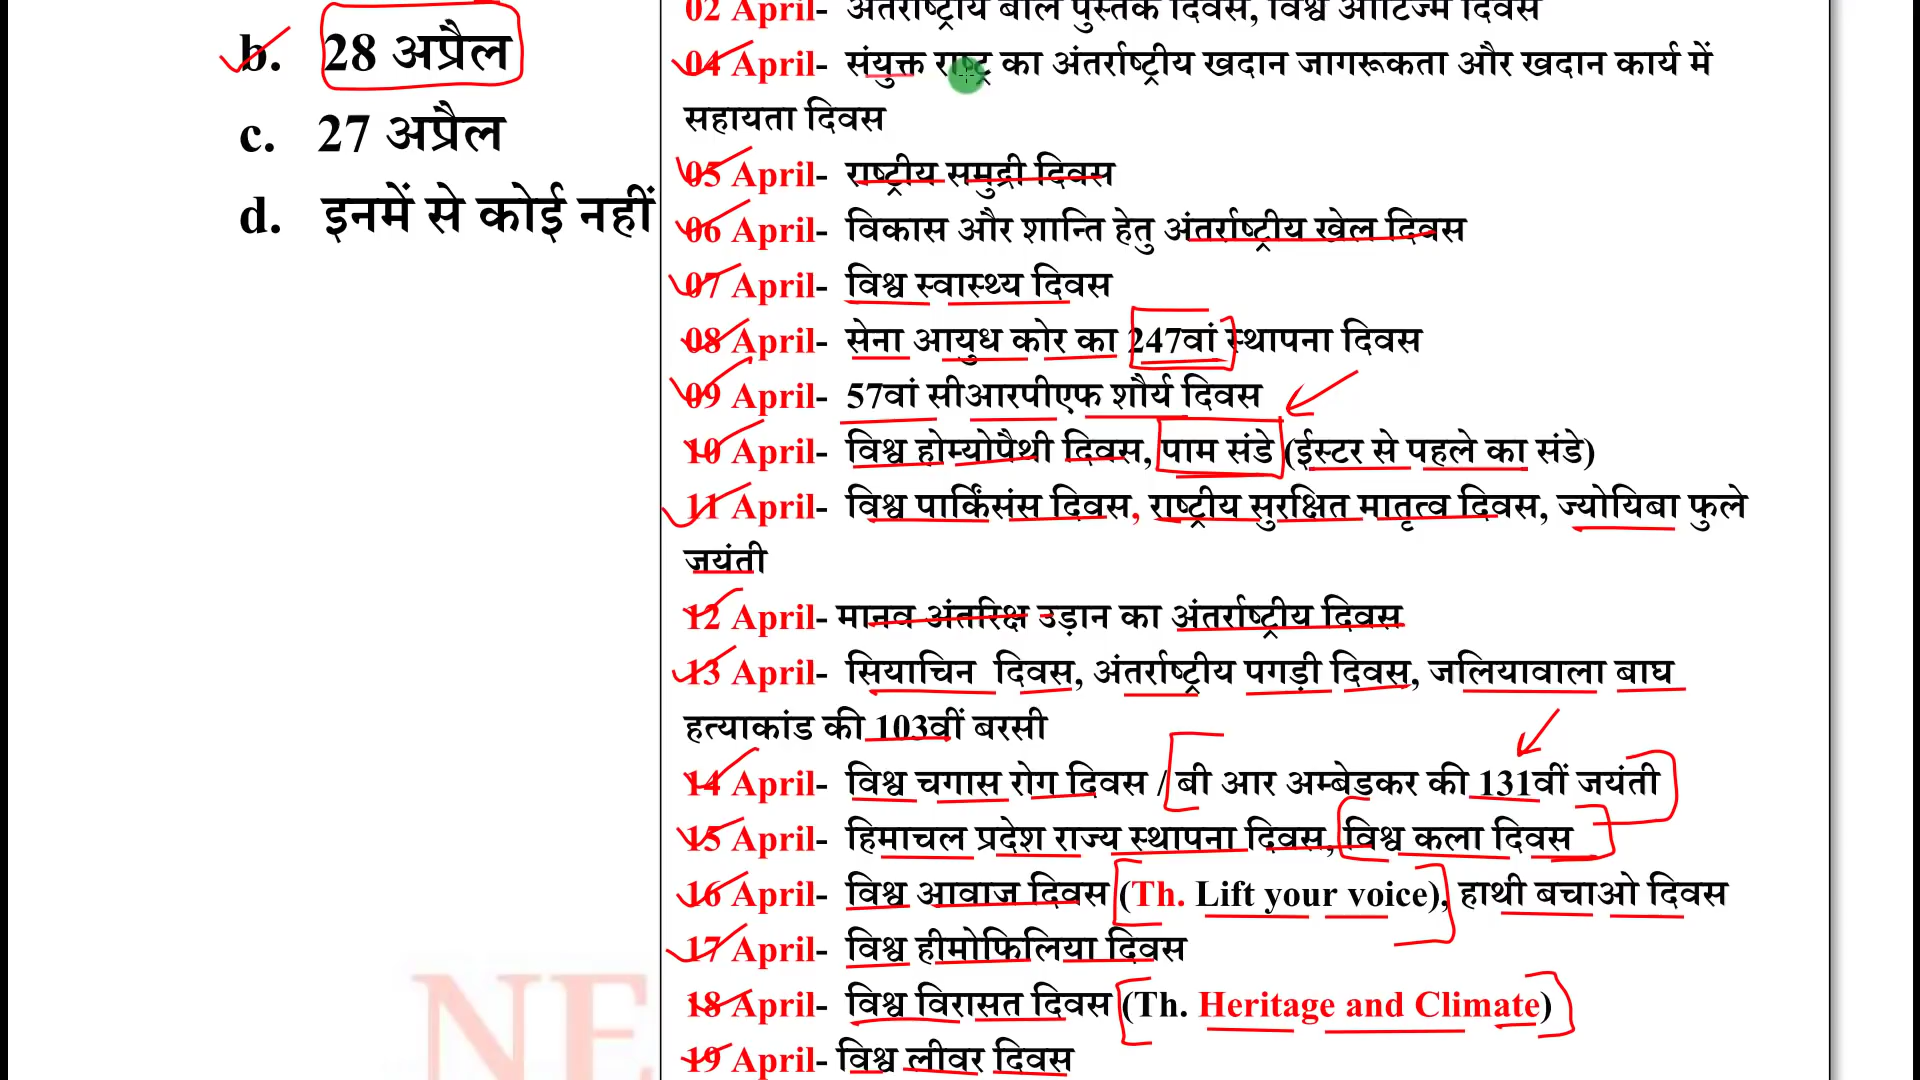 b. 28 अप्रैल
c. 27 अप्रैल
d. इनमें से कोई नहीं
02 April- अंतर्राष्ट्रीय बाल पुस्तक दिवस, विश्व ऑटिज्म दिवस
04 April- संयुक्त राष्ट्र का अंतर्राष्ट्रीय खदान जागरूकता और खदान कार्य में
सहायता दिवस
05 April- राष्ट्रीय समुद्री दिवस
06 April- विकास और शान्ति हेतु अंतर्राष्ट्रीय खेल दिवस
07 April- विश्व स्वास्थ्य दिवस
08 April- सेना आयुध कोर का 247वां स्थापना दिवस
09 April- 57वां सीआरपीएफ शौर्य दिवस
10 April- विश्व होम्योपैथी दिवस, पाम संडे (ईस्टर से पहले का संडे)
11 April- विश्व पार्किंसंस दिवस, राष्ट्रीय सुरक्षित मातृत्व दिवस, ज्योयिबा फुले
जयंती
12 April- मानव अंतरिक्ष उड़ान का अंतर्राष्ट्रीय दिवस
13 April- सियाचिन दिवस, अंतर्राष्ट्रीय पगड़ी दिवस, जलियावाला बाघ
हत्याकांड की 103वीं बरसी
14 April- विश्व चगास रोग दिवस / बी आर अम्बेडकर की 131वीं जयंती
15 April- हिमाचल प्रदेश राज्य स्थापना दिवस, विश्व कला दिवस
16 April- विश्व आवाज दिवस (Th. Lift your voice), हाथी बचाओ दिवस
17 April- विश्व हीमोफिलिया दिवस
18 April- विश्व विरासत दिवस (Th. Heritage and Climate)
19 April- विश्व लीवर दिवस
NE